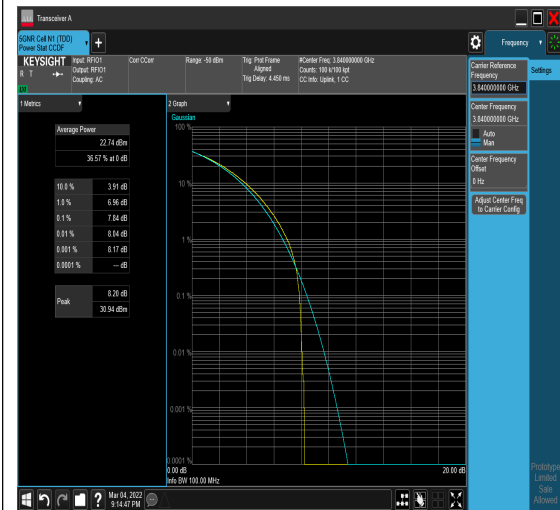 Transceiver A
5GNR Cell N1 (TDD)
Power Stat CCDF
+
Frequency
KEYSIGHT
R T
LXI
Input: RFIO1
Output: RFIO1
Coupling: AC
Corr CCorr
Range: -50 dBm
Trig: Prot Frame
Aligned
Trig Delay: 4.450 ms
#Center Freq: 3.840000000 GHz
Counts: 100 k/100 kpt
CC Info: Uplink, 1 CC
Carrier Reference
Frequency
3.840000000 GHz
Settings
Center Frequency
3.840000000 GHz
Auto
Man
Center Frequency
Offset
0 Hz
Adjust Center Freq
to Carrier Config
1 Metrics
Average Power
22.74 dBm
36.57 % at 0 dB
10.0 % 3.91 dB
1.0 % 6.96 dB
0.1 % 7.84 dB
0.01 % 8.04 dB
0.001 % 8.17 dB
0.0001 % --- dB
Peak
8.20 dB
30.94 dBm
2 Graph
Gaussian
100 %
10 %
1 %
0.1 %
0.01 %
0.001 %
0.0001 %
0.00 dB 20.00 dB
Info BW 100.00 MHz
Prototype
Limited
Sale
Allowed
?
Mar 04, 2022
9:14:47 PM